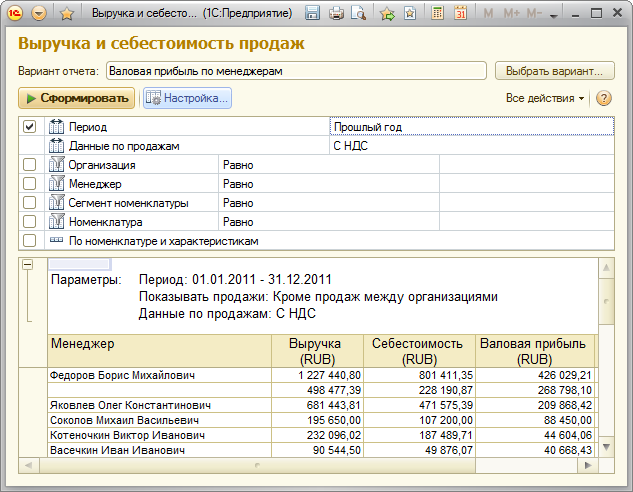 Выручка и себесто... (1С:Предприятие)
M M+ M-
Выручка и себестоимость продаж
Вариант отчета: Валовая прибыль по менеджерам Выбрать вариант...
Сформировать Настройка... Все действия ?
Период Прошлый год
Данные по продажам С НДС
Организация Равно
Менеджер Равно
Сегмент номенклатуры Равно
Номенклатура Равно
По номенклатуре и характеристикам
Параметры: Период: 01.01.2011 - 31.12.2011
Показывать продажи: Кроме продаж между организациями
Данные по продажам: С НДС
Менеджер Выручка (RUB) Себестоимость (RUB) Валовая прибыль (RUB)
Федоров Борис Михайлович 1 227 440,80 801 411,35 426 029,21
498 477,39 228 190,87 268 798,10
Яковлев Олег Константинович 681 443,81 471 575,39 209 868,42
Соколов Михаил Васильевич 195 650,00 107 200,00 88 450,00
Котеночкин Виктор Иванович 232 096,02 187 489,71 44 604,06
Васечкин Иван Иванович 90 544,50 49 876,07 40 668,43